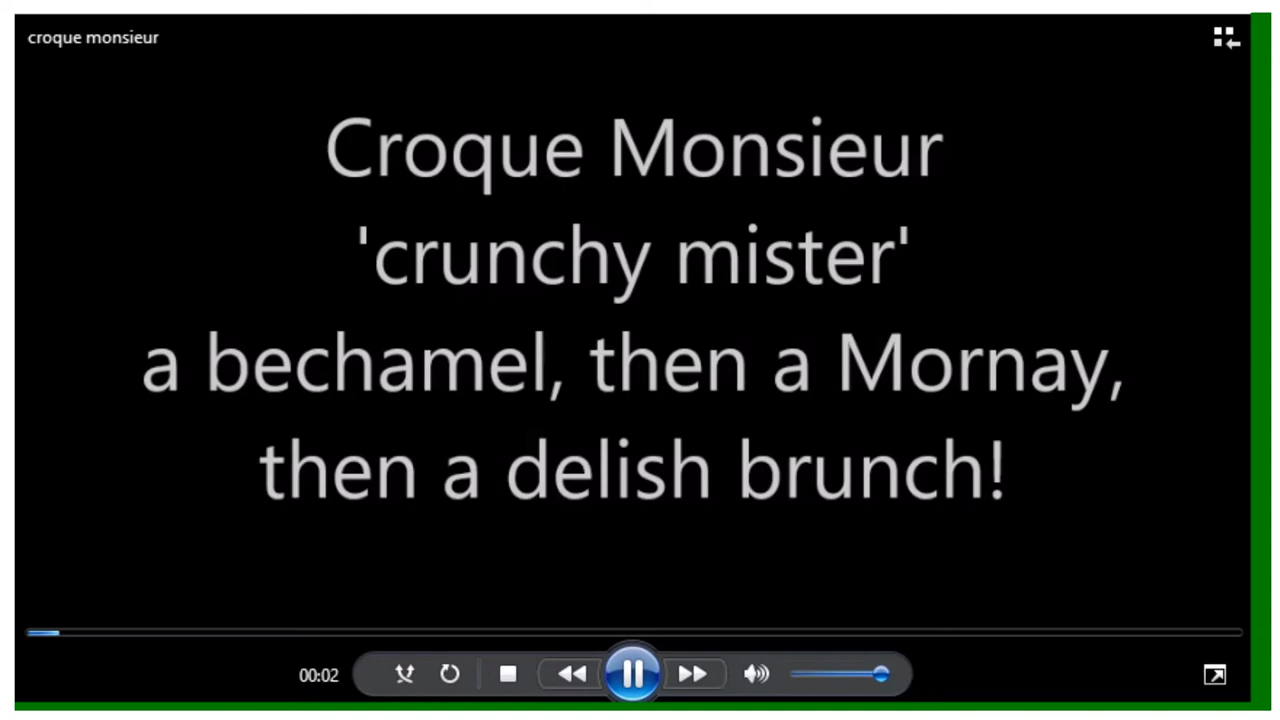 croque monsieur
Croque Monsieur
'crunchy mister'
a bechamel, then a Mornay,
then a delish brunch!
00:02